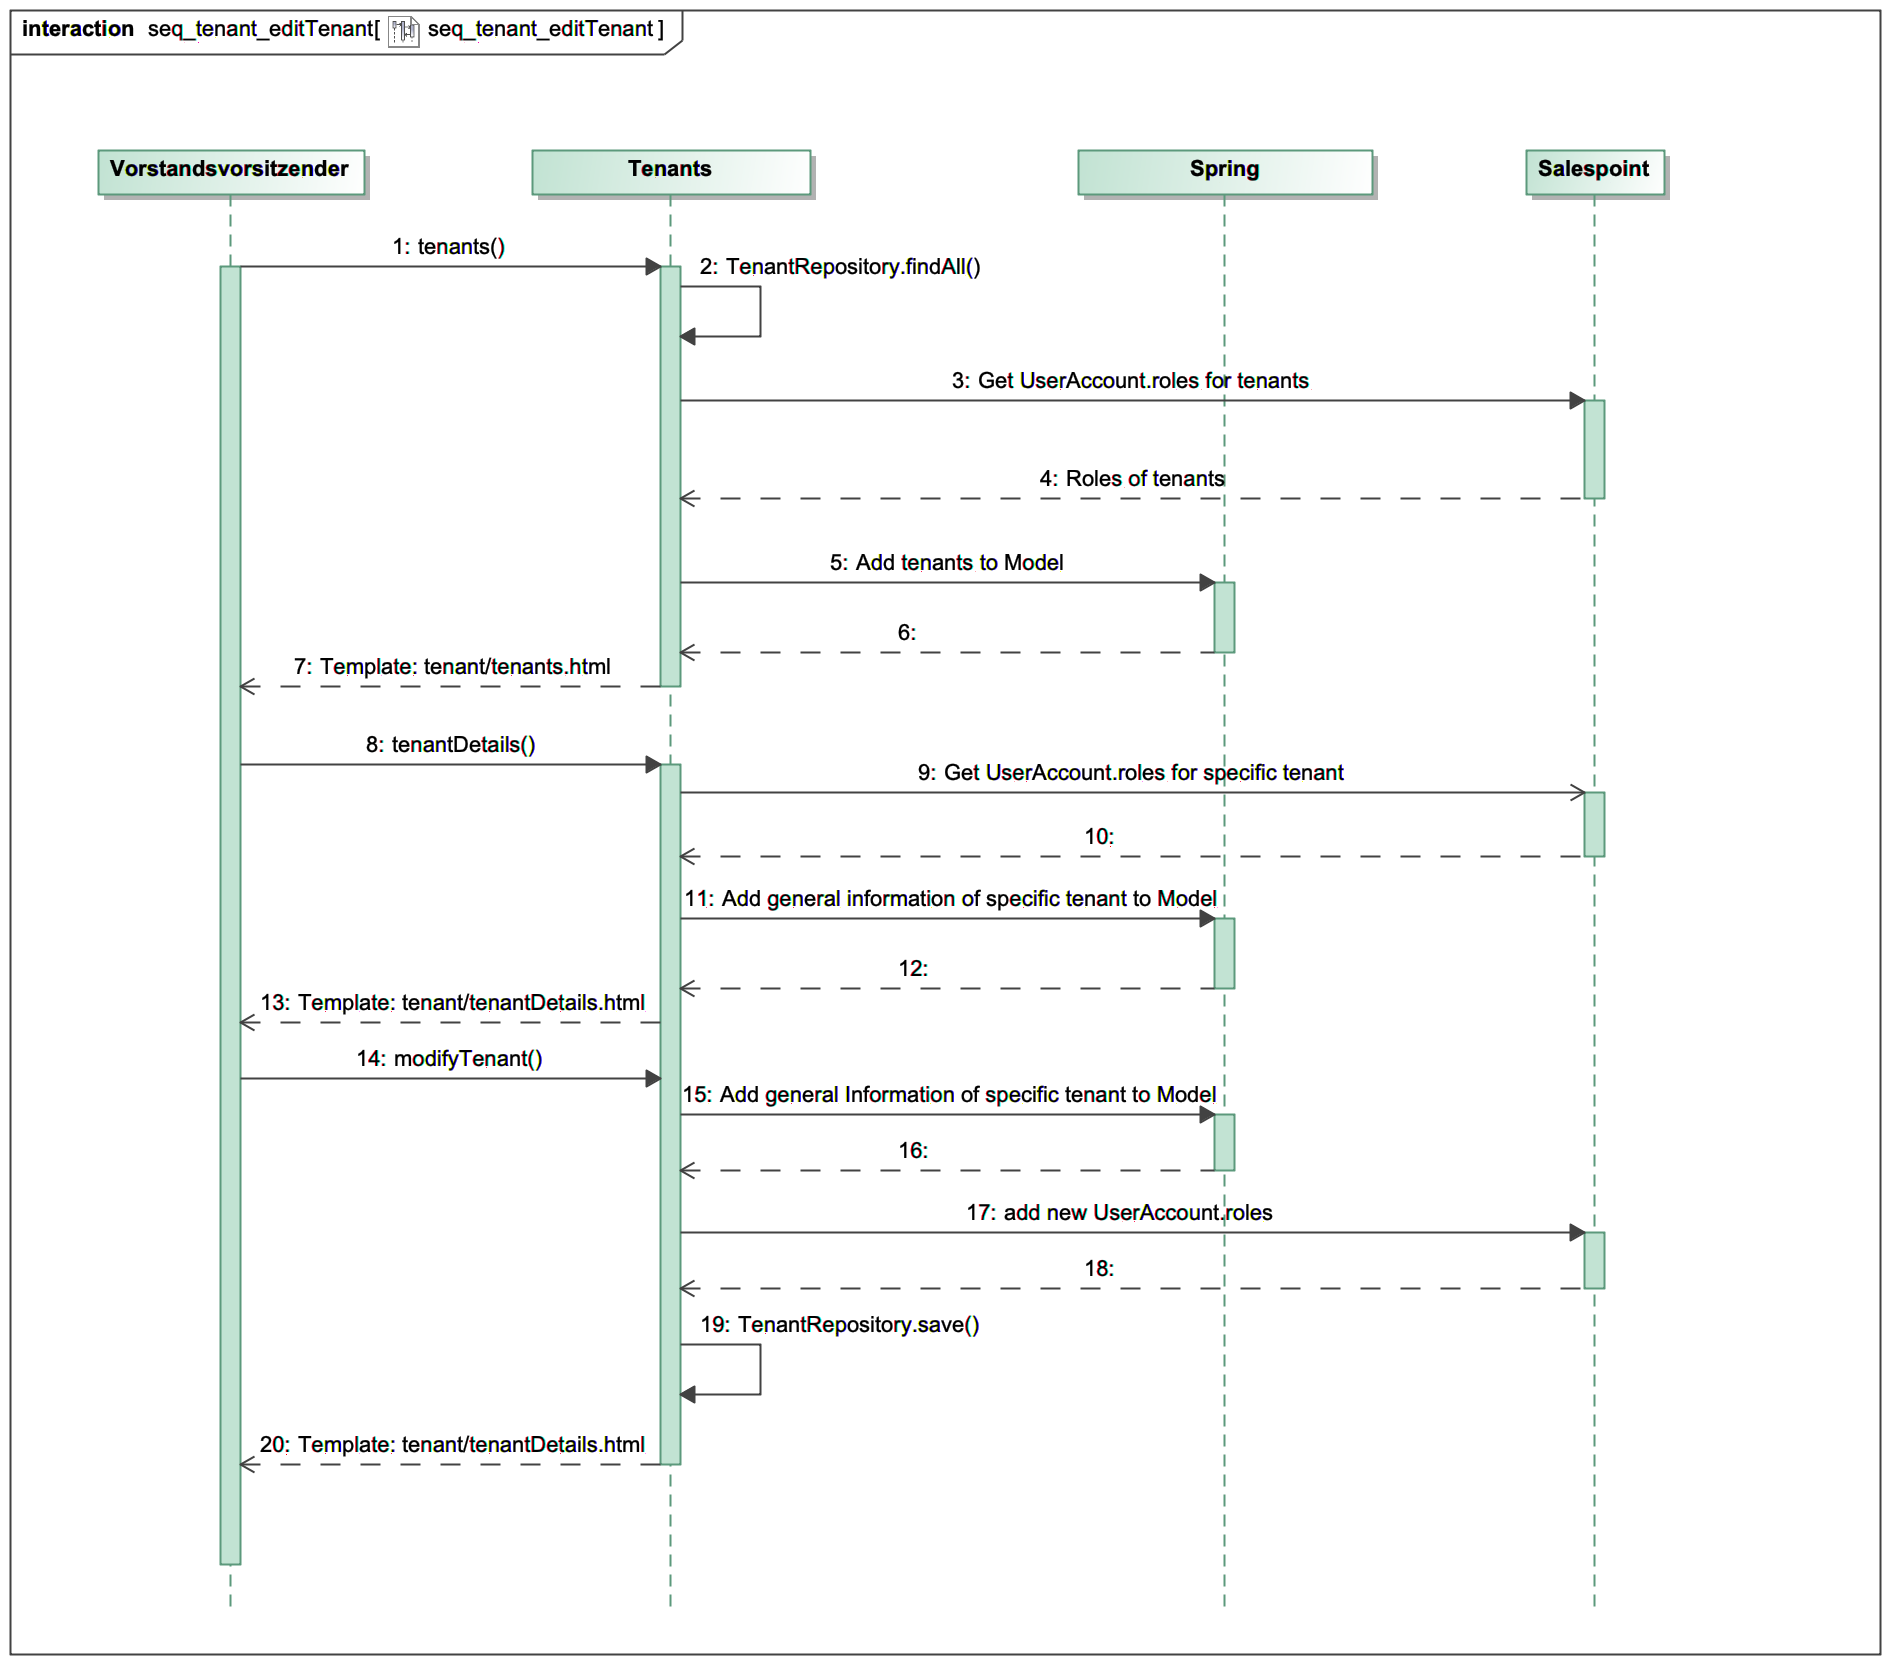 interaction seq_tenant_editTenant[ seq_tenant_editTenant ]
Vorstandsvorsitzender
Tenants
Spring
Salespoint
1: tenants()
2: TenantRepository.findAll()
3: Get UserAccount.roles for tenants
4: Roles of tenants
5: Add tenants to Model
6:
7: Template: tenant/tenants.html
8: tenantDetails()
9: Get UserAccount.roles for specific tenant
10:
11: Add general information of specific tenant to Model
12:
13: Template: tenant/tenantDetails.html
14: modifyTenant()
15: Add general Information of specific tenant to Model
16:
17: add new UserAccount.roles
18:
19: TenantRepository.save()
20: Template: tenant/tenantDetails.html